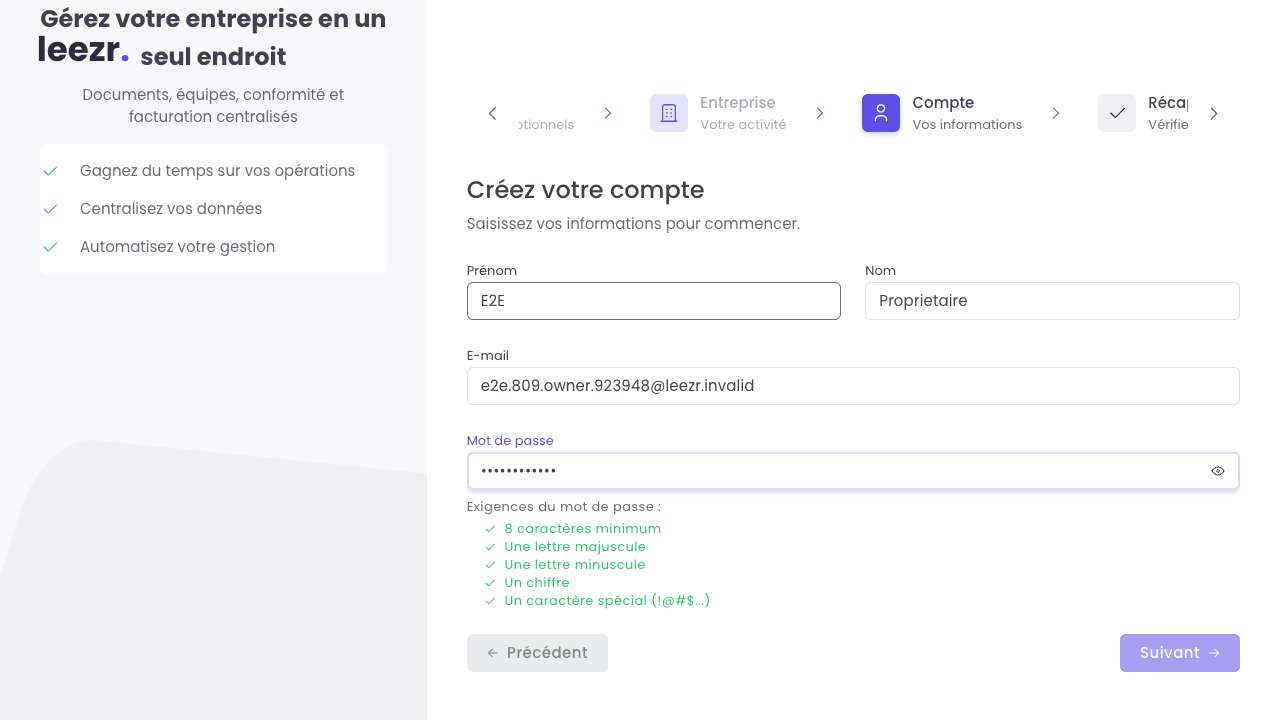 Gérez votre entreprise en un
leezr. seul endroit
Documents, équipes, conformité et
facturation centralisés
Gagnez du temps sur vos opérations
Centralisez vos données
Automatisez votre gestion
Entreprise
Votre activité
Compte
Vos informations
Vérifie
Créez votre compte
Saisissez vos informations pour commencer.
Prénom
E2E
Nom
Proprietaire
E-mail
e2e.809.owner.923948@leezr.invalid
Mot de passe
••••••••••••
Exigences du mot de passe :
8 caractères minimum
Une lettre majuscule
Une lettre minuscule
Un chiffre
Un caractère spécial (!@#$...)
← Précédent
Suivant →